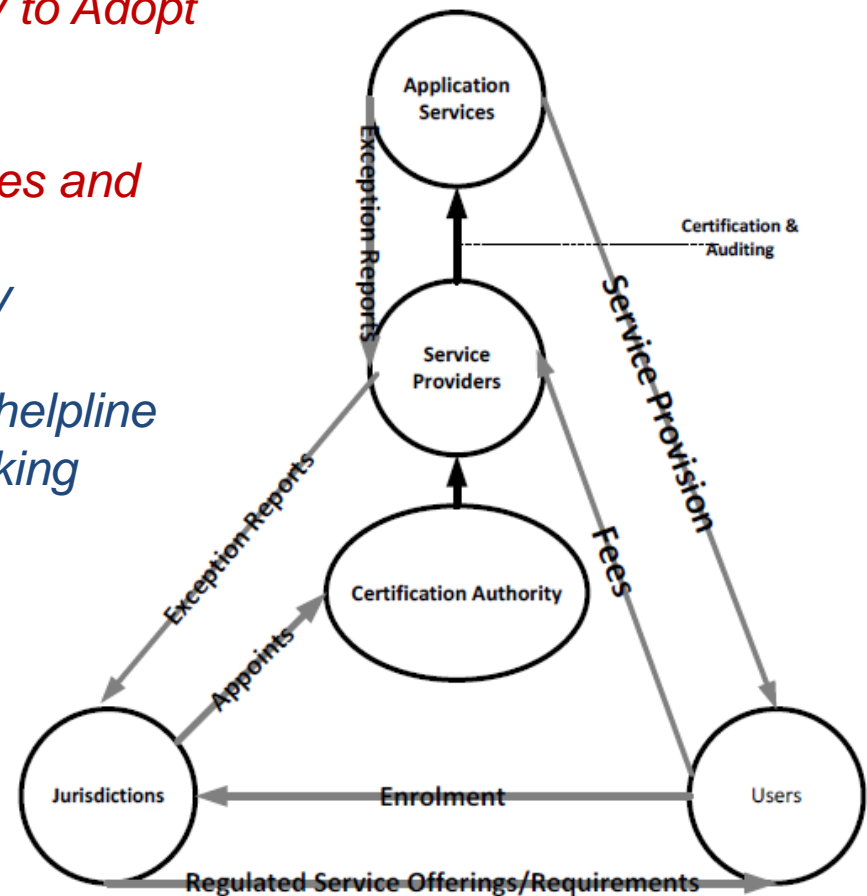 to Adopt
es and
helpline
king
Application
Services
Exception Reports
Certification &
Auditing
Service Provision
Service
Providers
Exception Reports
Fees
Certification Authority
Appoints
Jurisdictions
Enrolment
Users
Regulated Service Offerings/Requirements